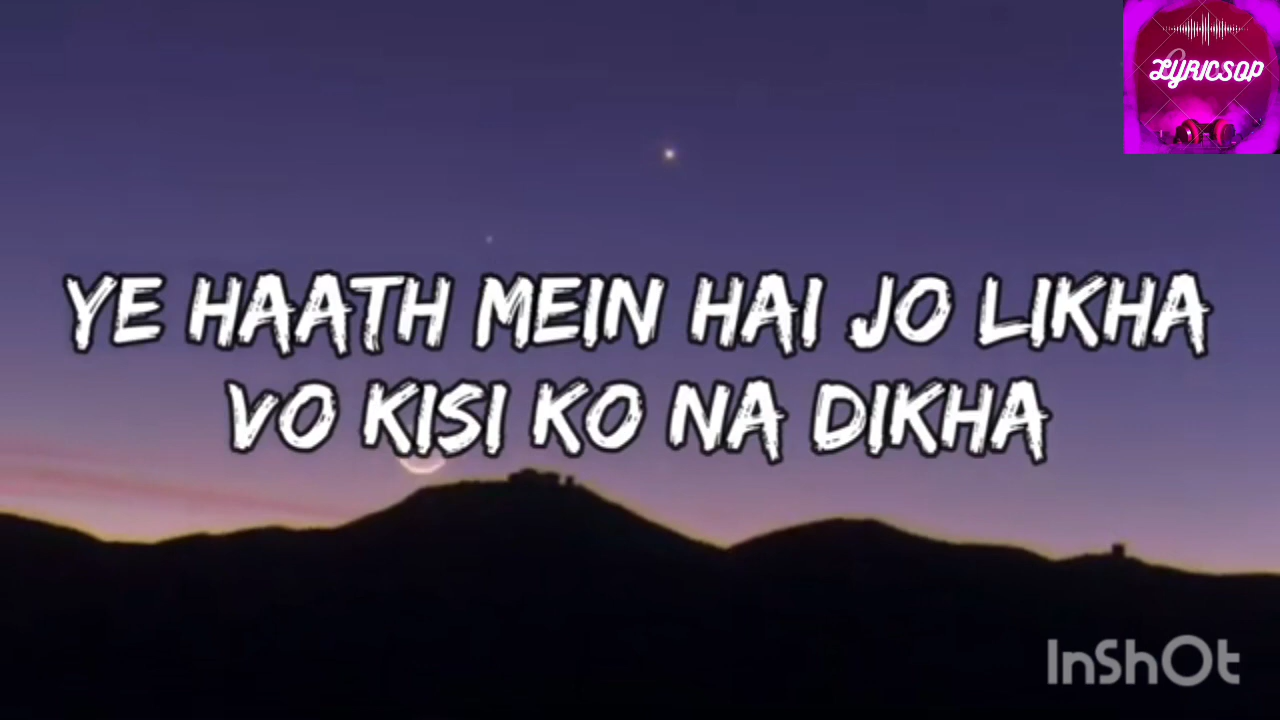 LYRICSOP
YE HAATH MEIN HAI JO LIKHA
VO KISI KO NA DIKHA
InShOt